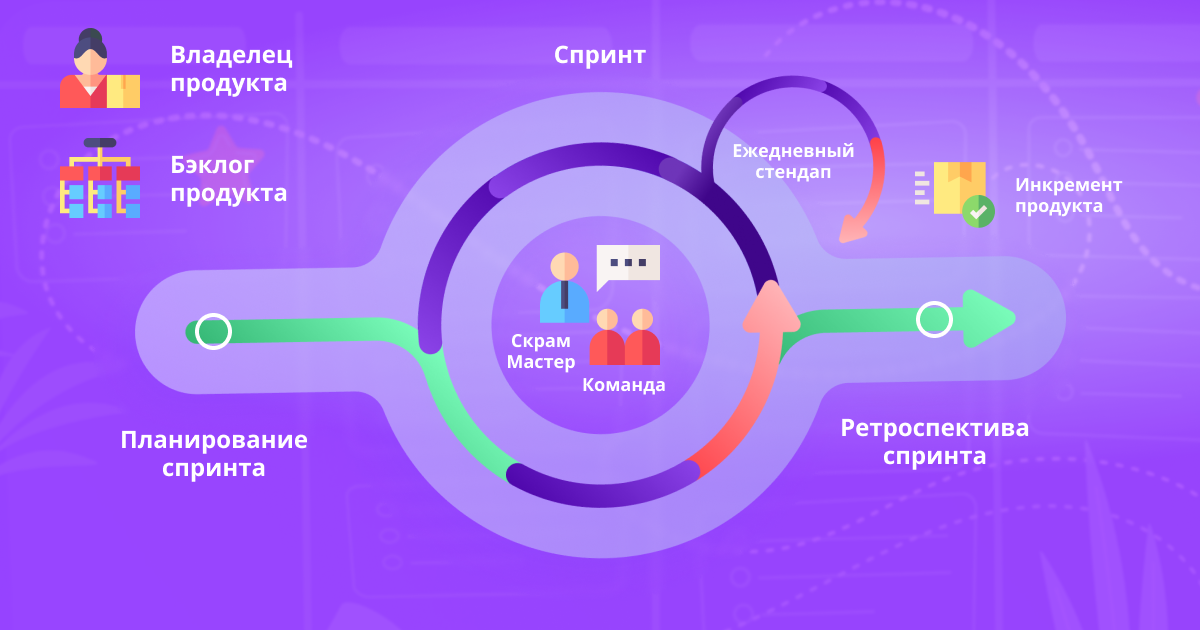 Владелец
продукта
Бэклог
продукта
Спринт
Ежедневный
стендап
Инкремент
продукта
Скрам
Мастер
Команда
Планирование
спринта
Ретроспектива
спринта